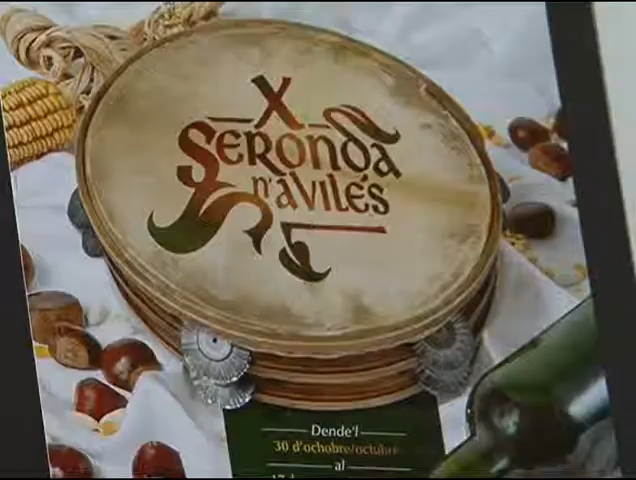 X
SERONDA
n'aVILÉS
Dende'l
30 d'ochobre/octubre
al